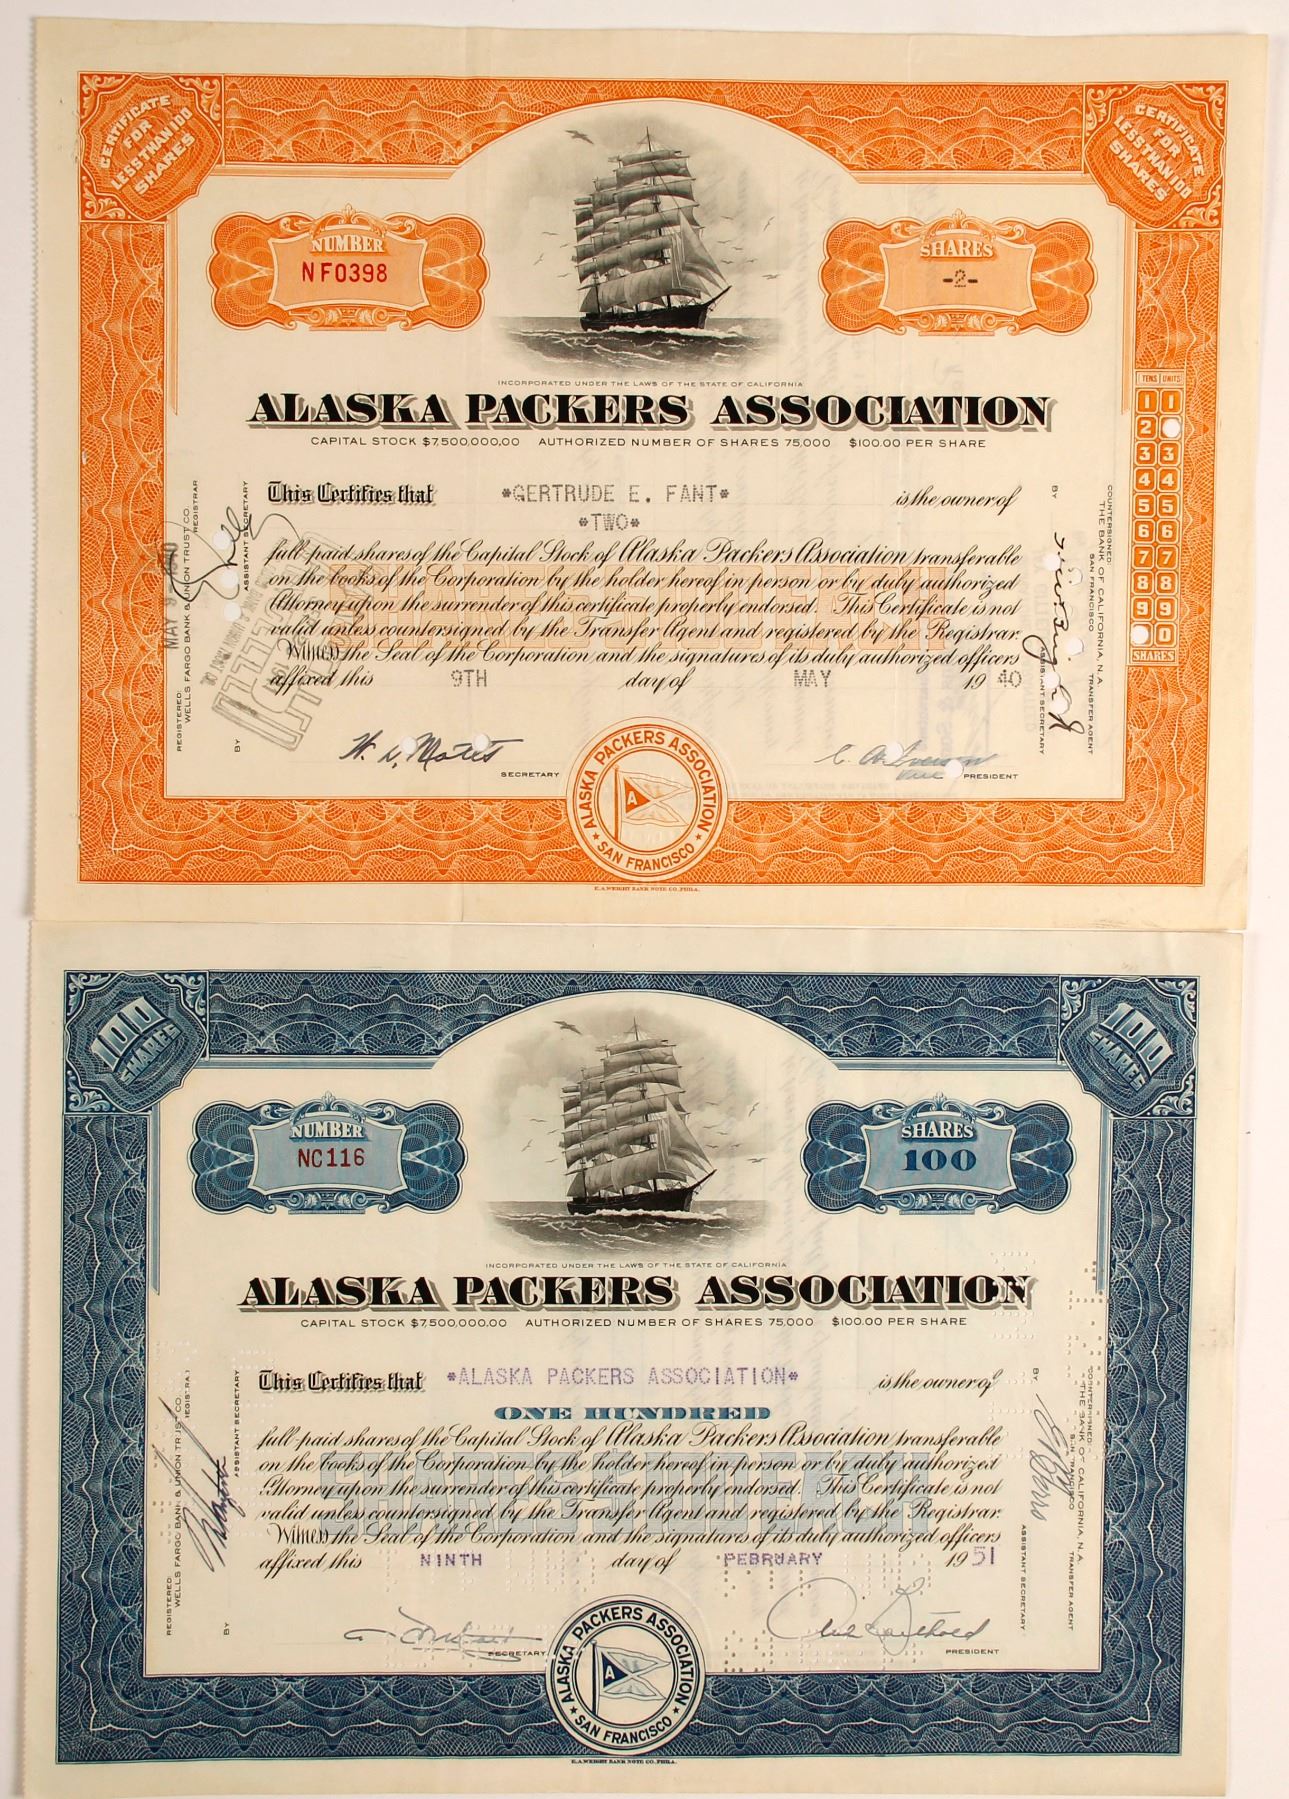 CERTIFICATE FOR LESS THAN 100 SHARES
CERTIFICATE FOR LESS THAN 100 SHARES
NUMBER
NF0398
SHARES
-2-
INCORPORATED UNDER THE LAWS OF THE STATE OF CALIFORNIA
ALASKA PACKERS ASSOCIATION
CAPITAL STOCK $7,500,000.00 AUTHORIZED NUMBER OF SHARES 75,000 $100.00 PER SHARE
This Certifies that *GERTRUDE E. FANT* is the owner of
*TWO*
full-paid shares of the Capital Stock of Alaska Packers Association transferable
on the books of the Corporation by the holder hereof in person or by duly authorized
Attorney upon the surrender of this certificate properly endorsed. This Certificate is not
valid unless countersigned by the Transfer Agent and registered by the Registrar.
Witness the Seal of the Corporation and the signatures of its duly authorized officers
affixed this 9TH day of MAY 1940
SECRETARY
Vice PRESIDENT
ALASKA PACKERS ASSOCIATION
A
★ SAN FRANCISCO ★
E.A.WRIGHT BANK NOTE CO. PHILA.
REGISTERED:
WELLS FARGO BANK & UNION TRUST CO.
REGISTRAR
MAY 9 1940
BY
ASSISTANT SECRETARY
COUNTERSIGNED:
THE BANK OF CALIFORNIA, N.A.
SAN FRANCISCO TRANSFER AGENT
BY
ASSISTANT SECRETARY
TENS UNITS
1 1
2
3 3
4 4
5 5
6 6
7 7
8 8
9 9
0
SHARES
100 SHARES
100 SHARES
NUMBER
NC116
SHARES
100
INCORPORATED UNDER THE LAWS OF THE STATE OF CALIFORNIA
ALASKA PACKERS ASSOCIATION
CAPITAL STOCK $7,500,000.00 AUTHORIZED NUMBER OF SHARES 75,000 $100.00 PER SHARE
This Certifies that *ALASKA PACKERS ASSOCIATION* is the owner of
ONE HUNDRED
full-paid shares of the Capital Stock of Alaska Packers Association transferable
on the books of the Corporation by the holder hereof in person or by duly authorized
Attorney upon the surrender of this certificate properly endorsed. This Certificate is not
valid unless countersigned by the Transfer Agent and registered by the Registrar.
Witness the Seal of the Corporation and the signatures of its duly authorized officers
affixed this NINTH day of FEBRUARY 1951
SECRETARY
PRESIDENT
ALASKA PACKERS ASSOCIATION
A
★ SAN FRANCISCO ★
E.A.WRIGHT BANK NOTE CO. PHILA.
REGISTERED:
WELLS FARGO BANK & UNION TRUST CO.
REGISTRAR
BY
ASSISTANT SECRETARY
COUNTERSIGNED:
THE BANK OF CALIFORNIA, N.A.
SAN FRANCISCO TRANSFER AGENT
BY
ASSISTANT SECRETARY